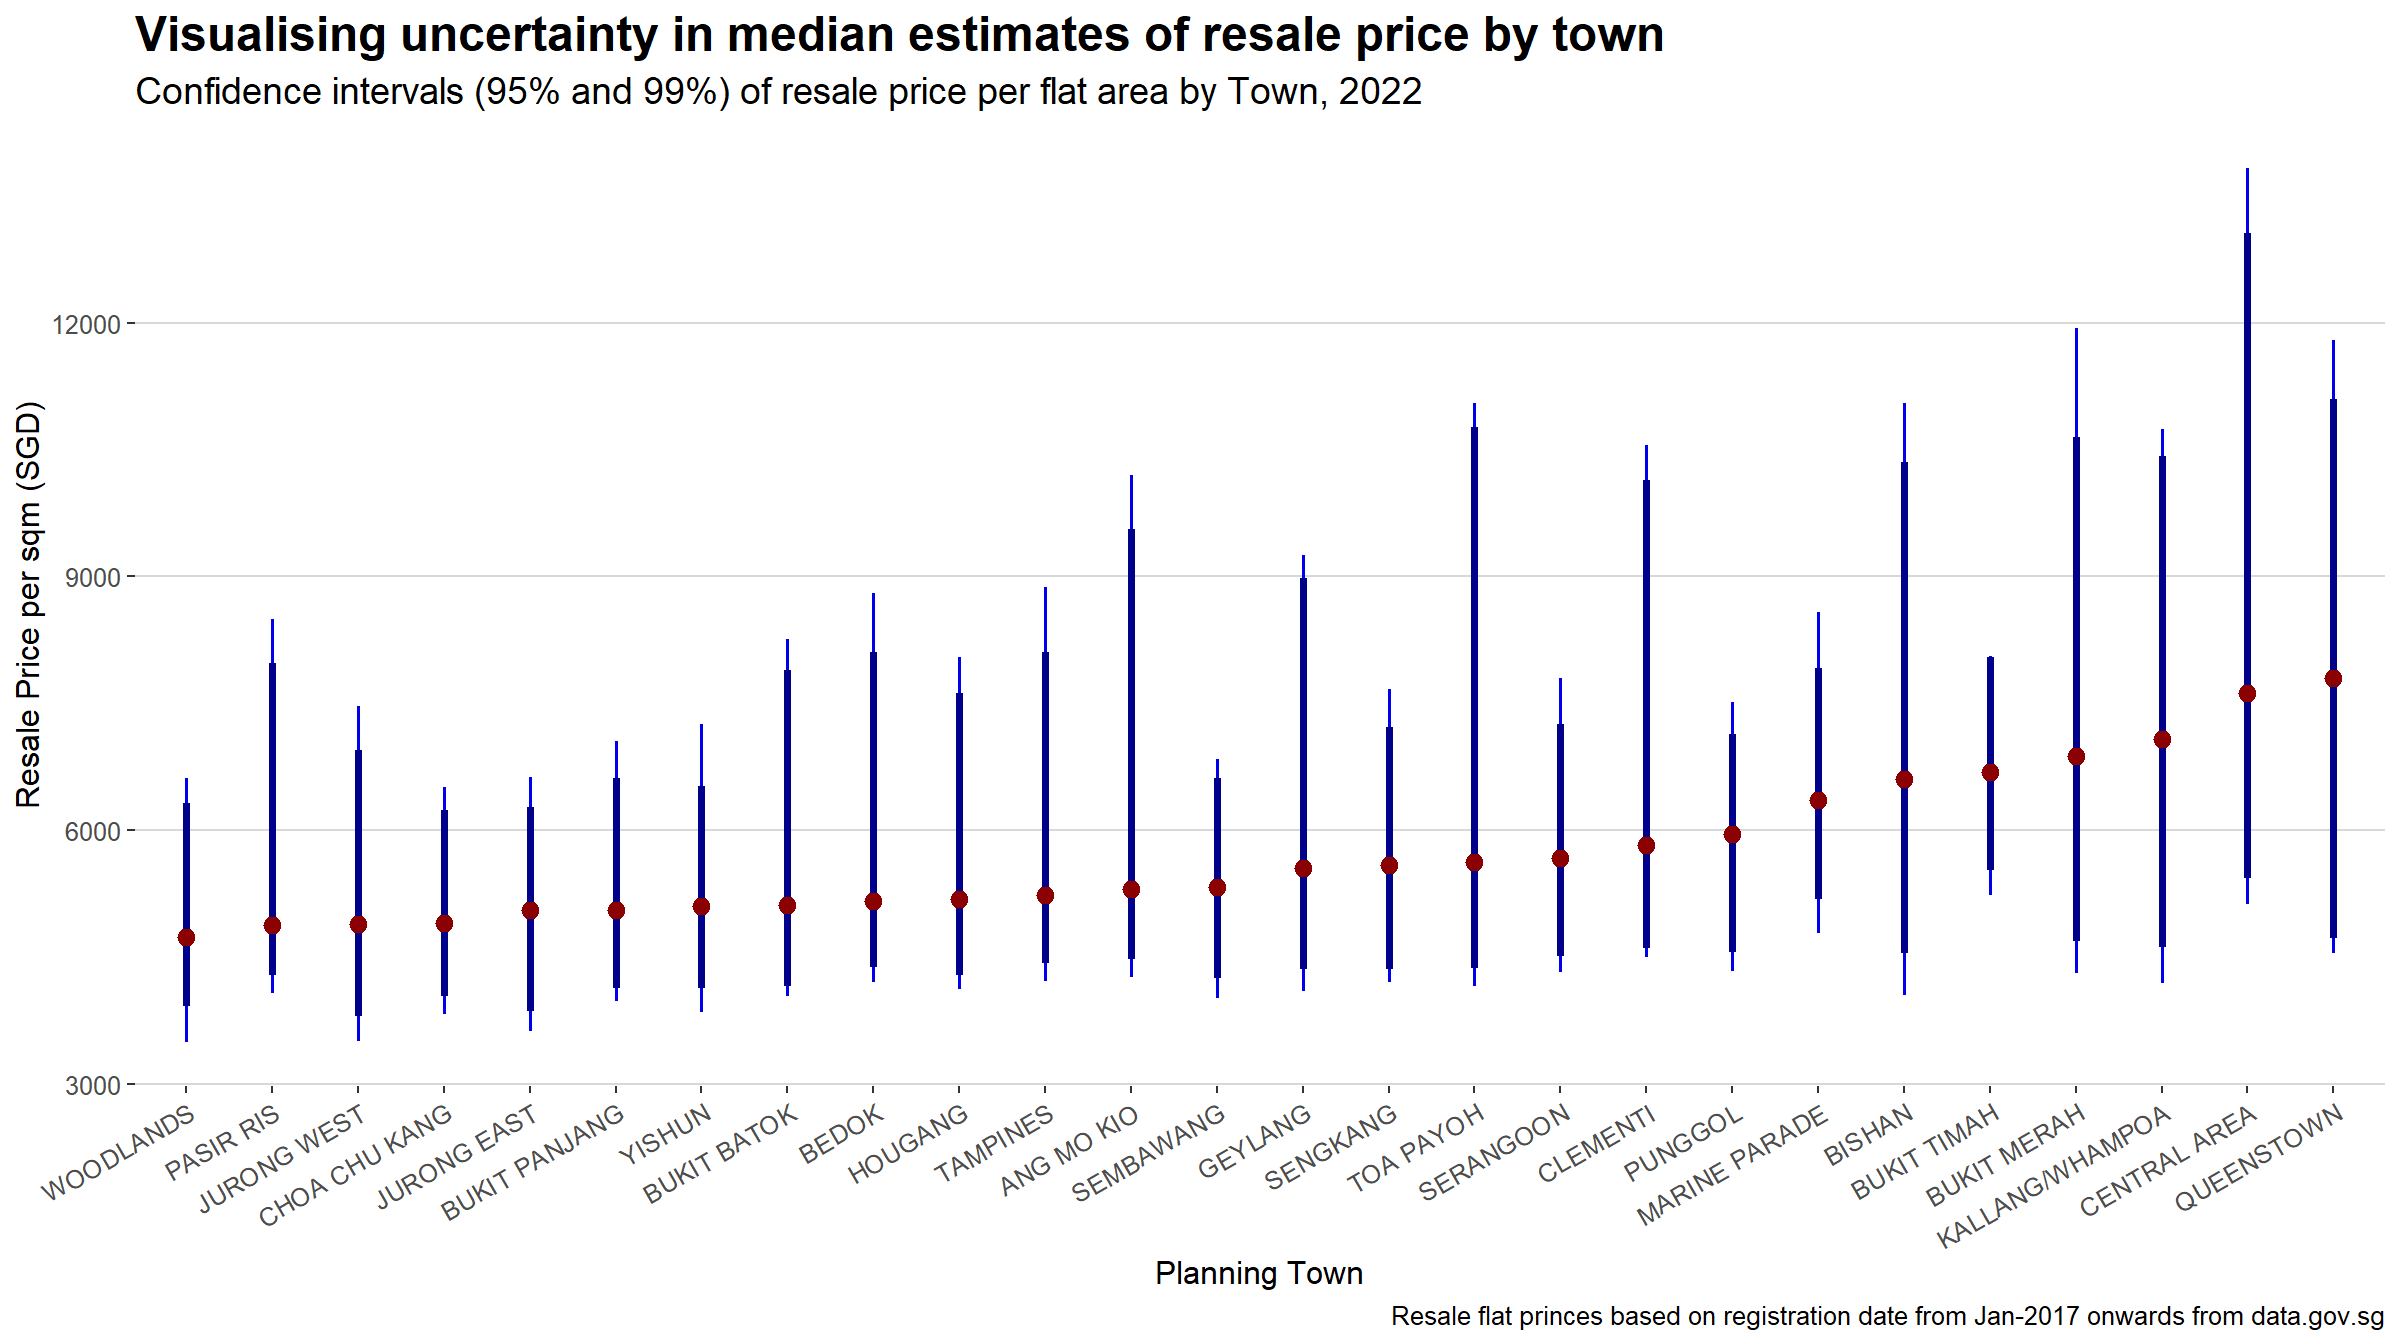 Visualising uncertainty in median estimates of resale price by town
Confidence intervals (95% and 99%) of resale price per flat area by Town, 2022
Resale Price per sqm (SGD)
12000
9000
6000
3000
WOODLANDS
PASIR RIS
JURONG WEST
CHOA CHU KANG
JURONG EAST
BUKIT PANJANG
YISHUN
BUKIT BATOK
BEDOK
HOUGANG
TAMPINES
ANG MO KIO
SEMBAWANG
GEYLANG
SENGKANG
TOA PAYOH
SERANGOON
CLEMENTI
PUNGGOL
MARINE PARADE
BISHAN
BUKIT TIMAH
BUKIT MERAH
KALLANG/WHAMPOA
CENTRAL AREA
QUEENSTOWN
Planning Town
Resale flat princes based on registration date from Jan-2017 onwards from data.gov.sg